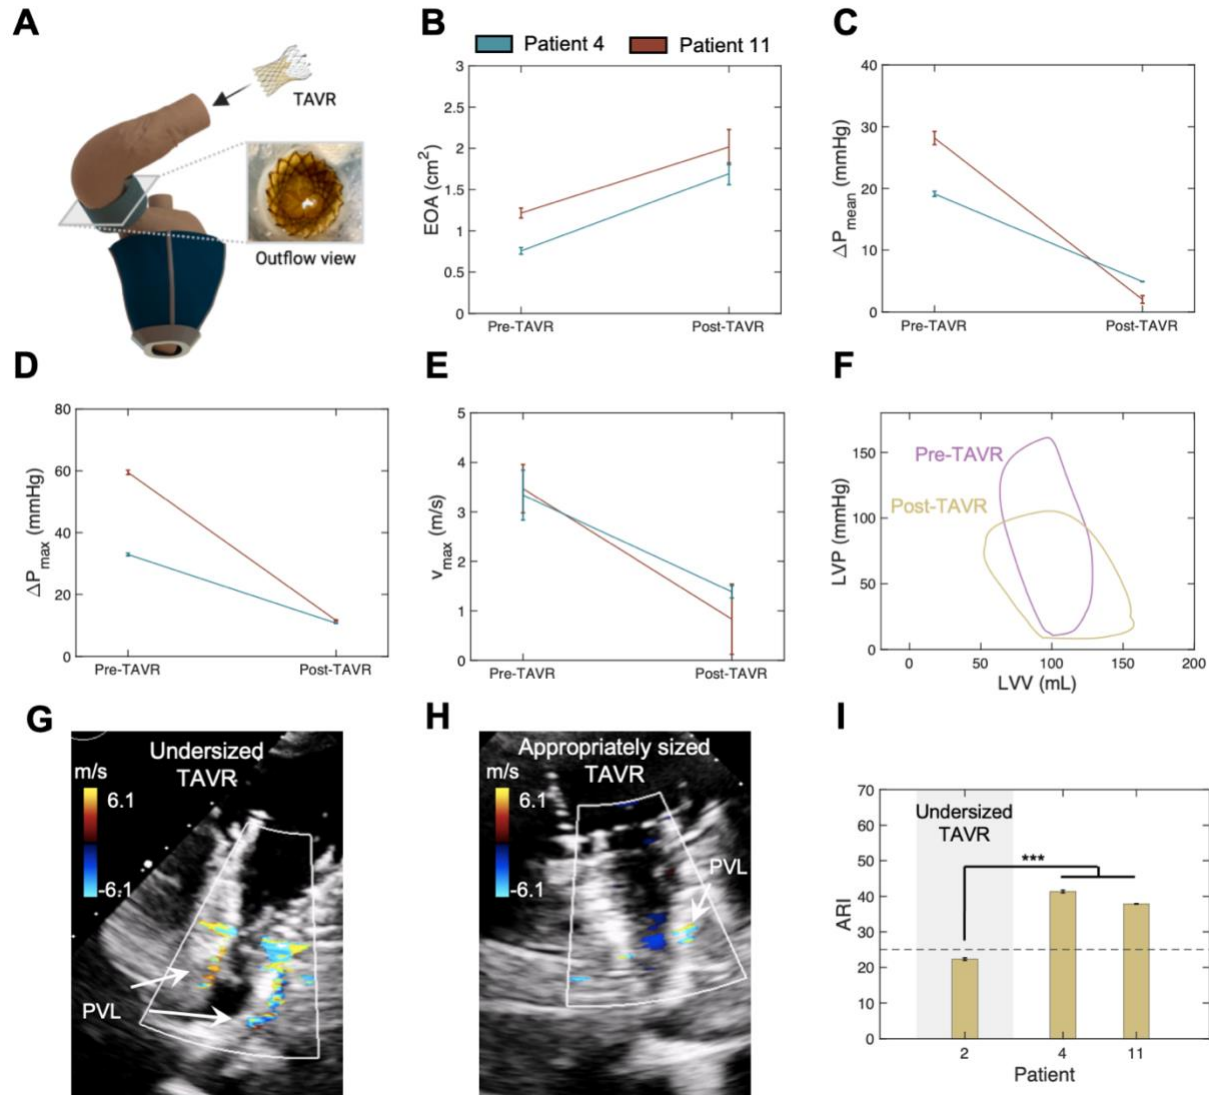 A
TAVR
Outflow view
B
Patient 4
Patient 11
3
2.5
2
1.5
1
0.5
0
EOA (cm²)
Pre-TAVR
Post-TAVR
C
40
30
20
10
0
ΔPmean (mmHg)
Pre-TAVR
Post-TAVR
D
80
60
40
20
0
ΔPmax (mmHg)
Pre-TAVR
Post-TAVR
E
5
4
3
2
1
0
vmax (m/s)
Pre-TAVR
Post-TAVR
F
150
100
50
0
LVP (mmHg)
Pre-TAVR
Post-TAVR
0
50
100
150
200
LVV (mL)
G
Undersized
TAVR
m/s
6.1
-6.1
PVL
H
Appropriately sized
TAVR
m/s
6.1
-6.1
PVL
I
70
60
50
40
30
20
10
0
ARI
Undersized
TAVR
***
2
4
11
Patient